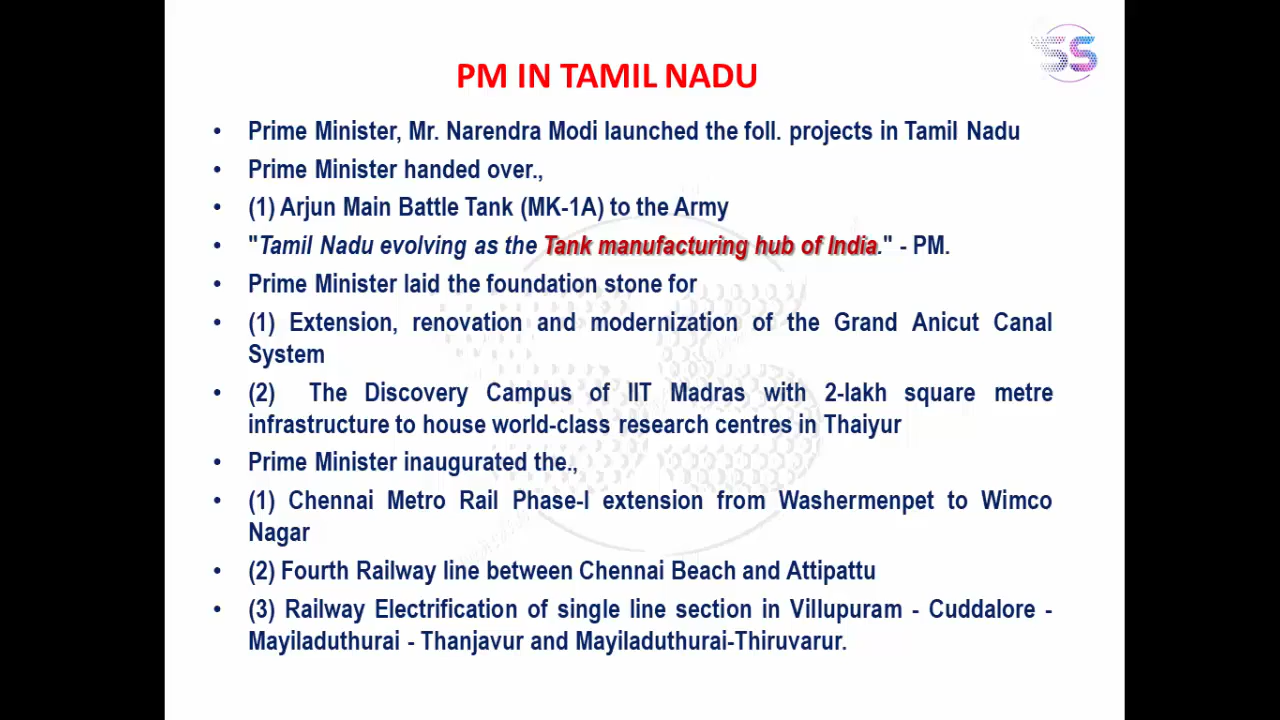 SS
PM IN TAMIL NADU
• Prime Minister, Mr. Narendra Modi launched the foll. projects in Tamil Nadu
• Prime Minister handed over.,
• (1) Arjun Main Battle Tank (MK-1A) to the Army
• "Tamil Nadu evolving as the Tank manufacturing hub of India." - PM.
• Prime Minister laid the foundation stone for
• (1) Extension, renovation and modernization of the Grand Anicut Canal
System
• (2) The Discovery Campus of IIT Madras with 2-lakh square metre
infrastructure to house world-class research centres in Thaiyur
• Prime Minister inaugurated the.,
• (1) Chennai Metro Rail Phase-I extension from Washermenpet to Wimco
Nagar
• (2) Fourth Railway line between Chennai Beach and Attipattu
• (3) Railway Electrification of single line section in Villupuram - Cuddalore -
Mayiladuthurai - Thanjavur and Mayiladuthurai-Thiruvarur.